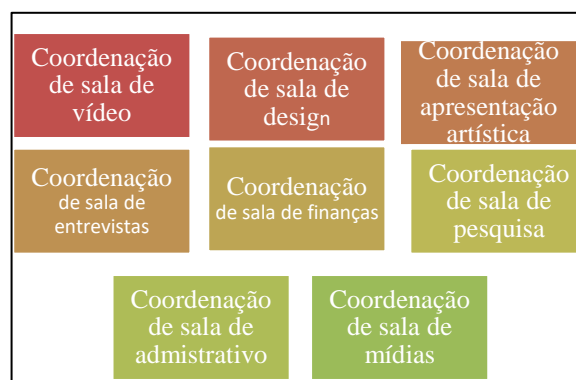 Coordenação
de sala de
vídeo
Coordenação
de sala de
design
Coordenação
de sala de
apresentação
artística
Coordenação
de sala de
entrevistas
Coordenação
de sala de finanças
Coordenação
de sala de
pesquisa
Coordenação
de sala de
admistrativo
Coordenação
de sala de
mídias